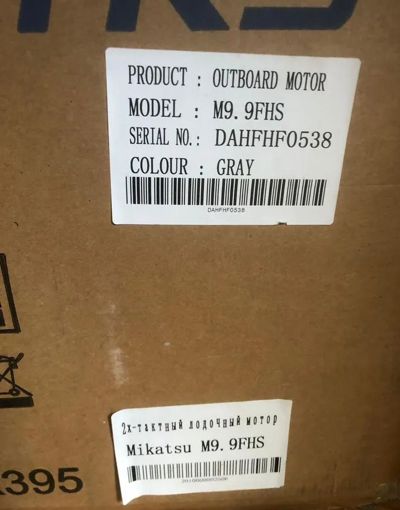 PRODUCT : OUTBOARD MOTOR
MODEL : M9.9FHS
SERIAL NO.: DAHFHF0538
COLOUR : GRAY
DAHFHF0538
2х-тактный лодочный мотор
Mikatsu M9.9FHS
395